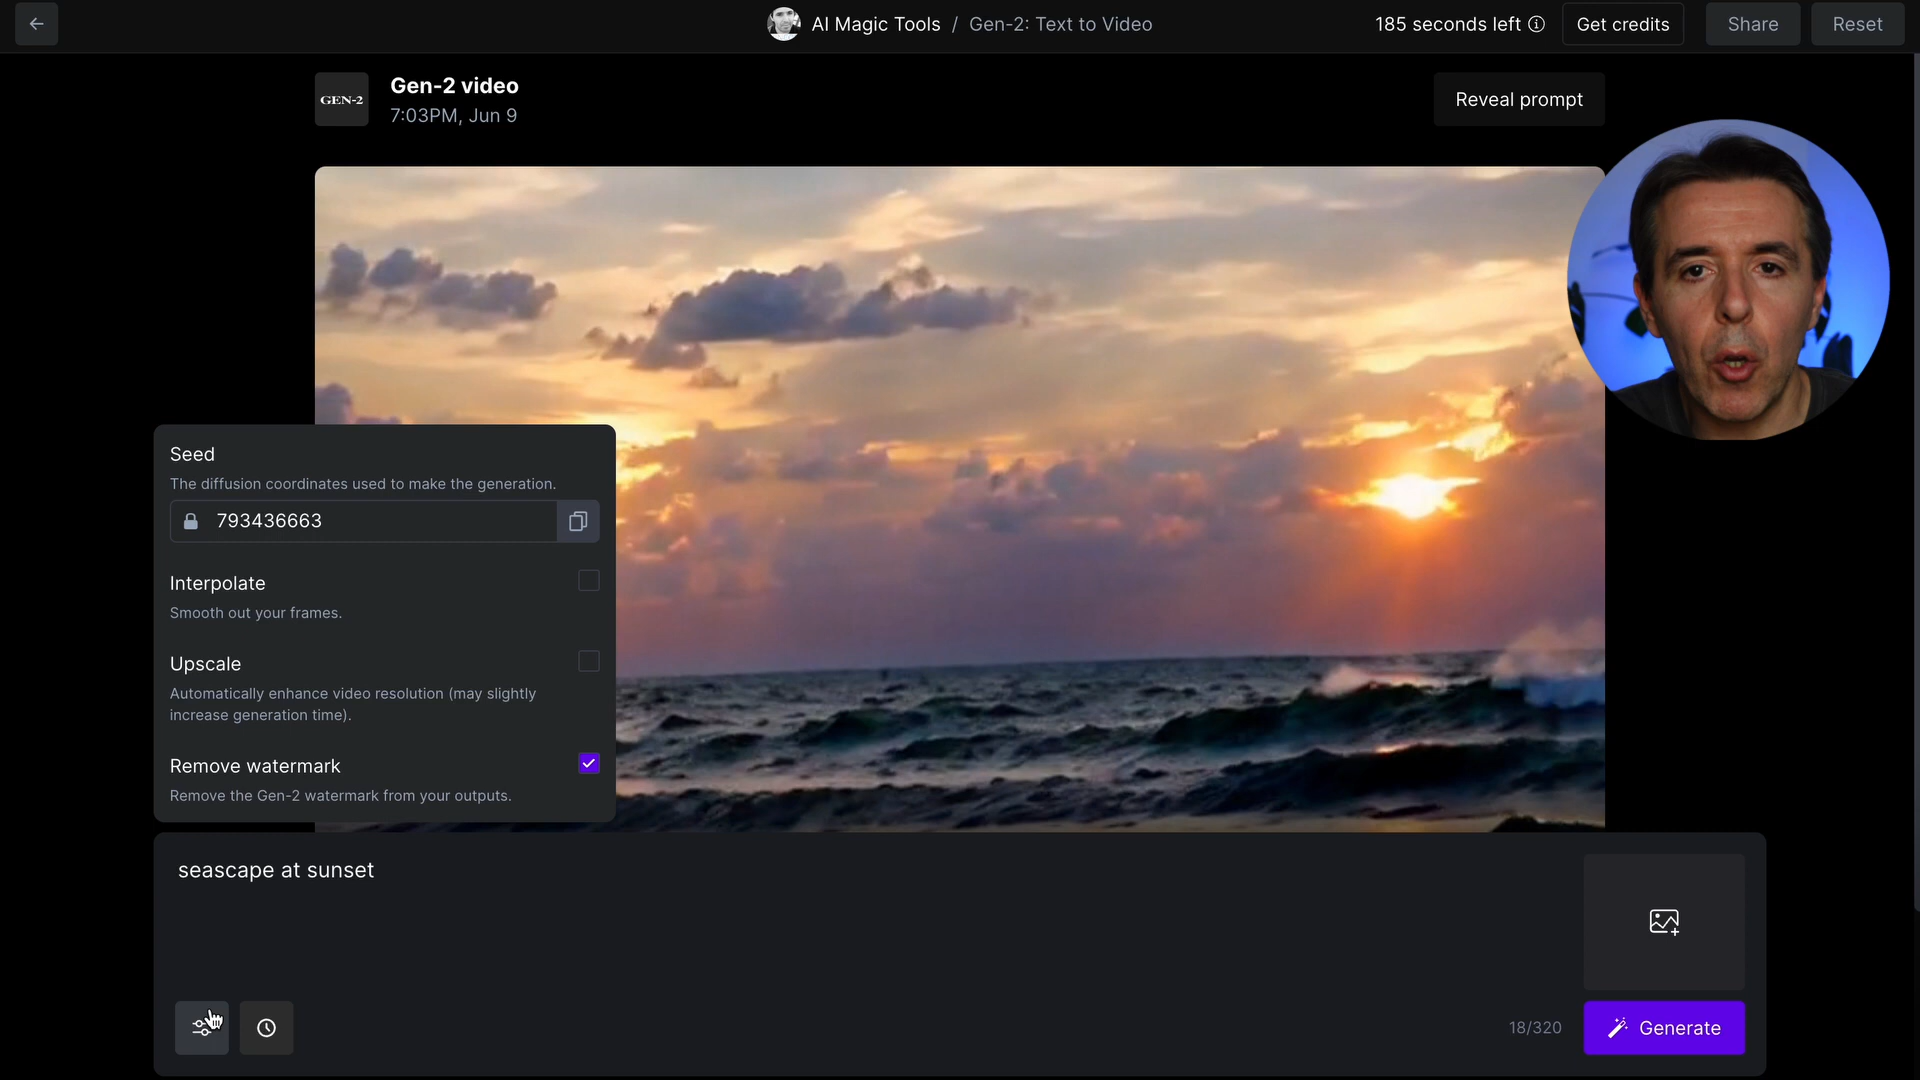 AI Magic Tools / Gen-2: Text to Video
185 seconds left
Get credits
Share
Reset
GEN-2
Gen-2 video
7:03PM, Jun 9
Reveal prompt
Seed
The diffusion coordinates used to make the generation.
793436663
Interpolate
Smooth out your frames.
Upscale
Automatically enhance video resolution (may slightly
increase generation time).
Remove watermark
Remove the Gen-2 watermark from your outputs.
seascape at sunset
18/320
Generate